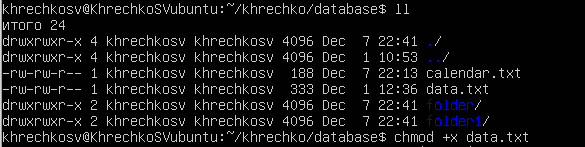 khrechkosv@KhrechkoSVubuntu:~/khrechko/database$ ll
итого 24
drwxrwxr-x 4 khrechkosv khrechkosv 4096 Dec  7 22:41 ./
drwxrwxr-x 4 khrechkosv khrechkosv 4096 Dec  1 10:53 ../
-rw-rw-r-- 1 khrechkosv khrechkosv  188 Dec  7 22:13 calendar.txt
-rw-rw-r-- 1 khrechkosv khrechkosv  333 Dec  1 12:36 data.txt
drwxrwxr-x 2 khrechkosv khrechkosv 4096 Dec  7 22:41 folder/
drwxrwxr-x 2 khrechkosv khrechkosv 4096 Dec  7 22:41 folder1/
khrechkosv@KhrechkoSVubuntu:~/khrechko/database$ chmod +x data.txt